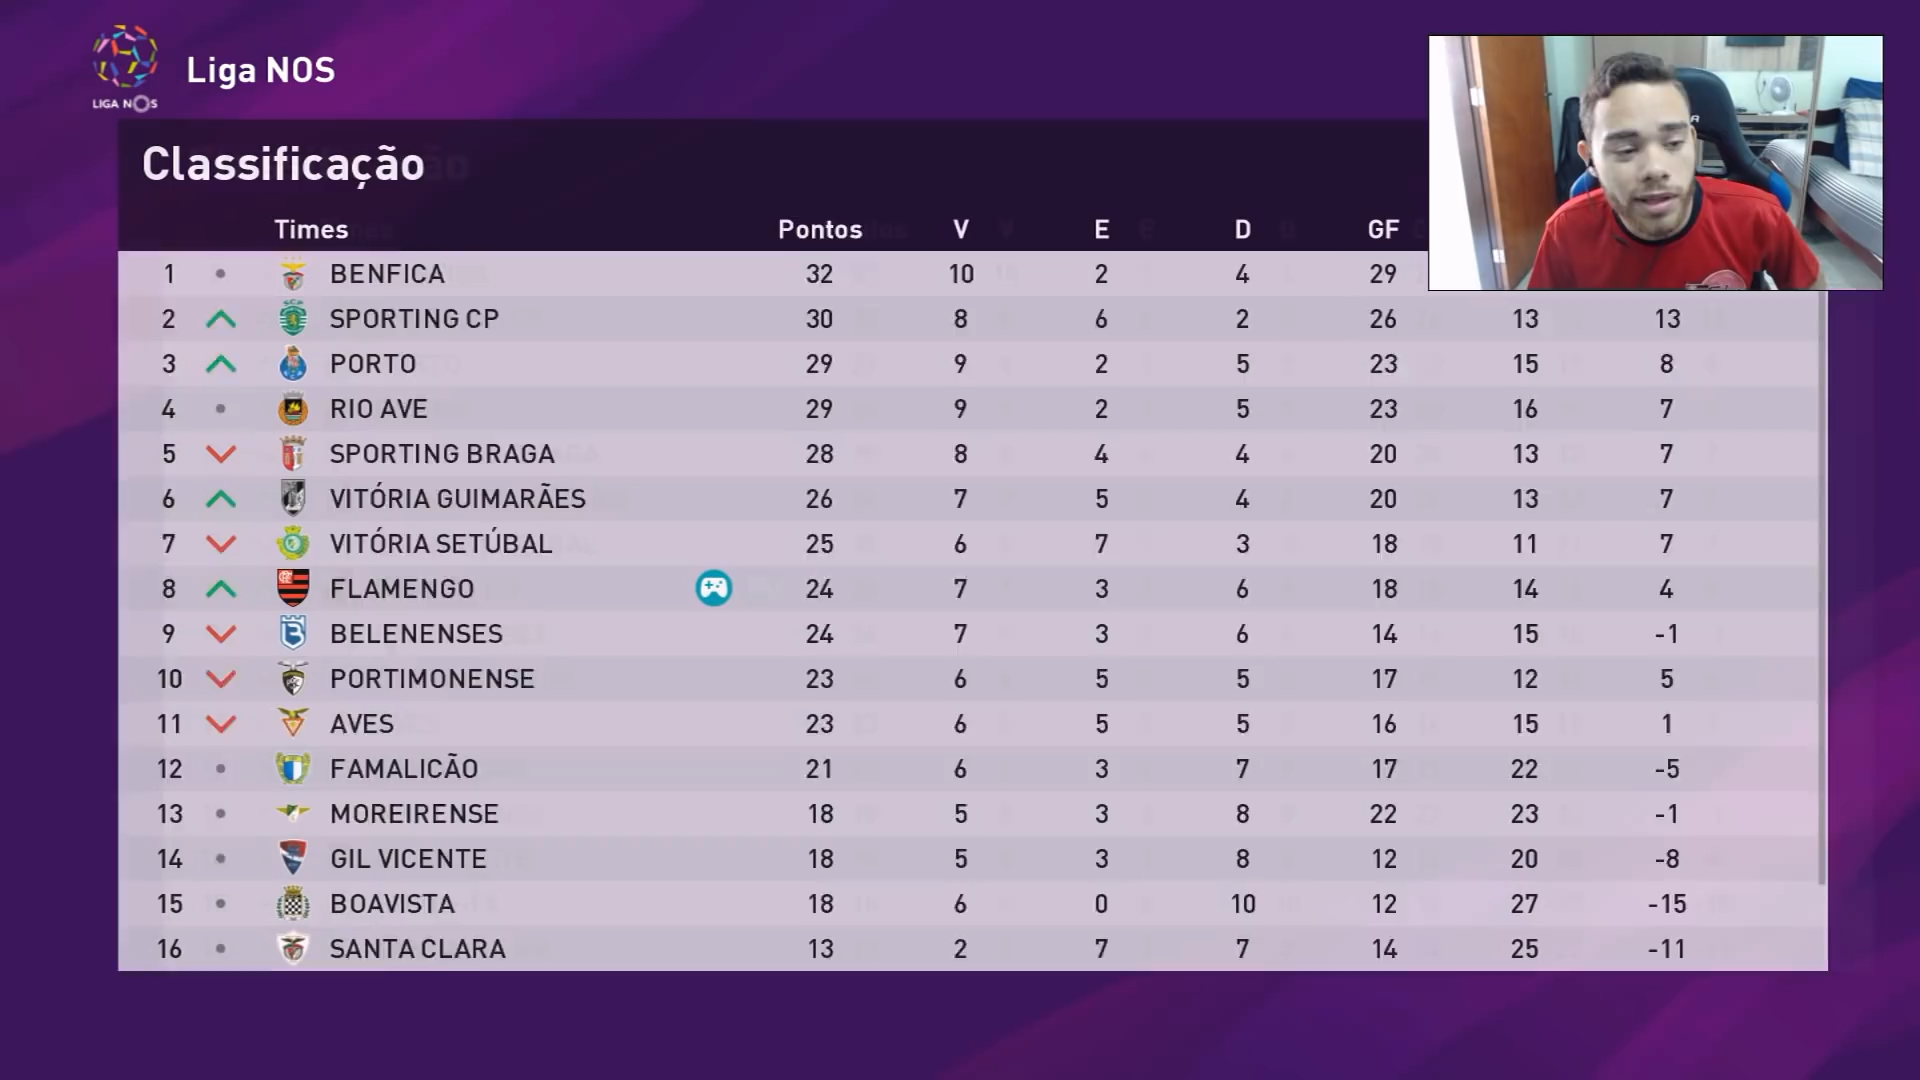 LIGA NOS
Liga NOS
Classificação
Times Pontos V E D GF
1 BENFICA 32 10 2 4 29
2 SPORTING CP 30 8 6 2 26 13 13
3 PORTO 29 9 2 5 23 15 8
4 RIO AVE 29 9 2 5 23 16 7
5 SPORTING BRAGA 28 8 4 4 20 13 7
6 VITÓRIA GUIMARÃES 26 7 5 4 20 13 7
7 VITÓRIA SETÚBAL 25 6 7 3 18 11 7
8 FLAMENGO 24 7 3 6 18 14 4
9 BELENENSES 24 7 3 6 14 15 -1
10 PORTIMONENSE 23 6 5 5 17 12 5
11 AVES 23 6 5 5 16 15 1
12 FAMALICÃO 21 6 3 7 17 22 -5
13 MOREIRENSE 18 5 3 8 22 23 -1
14 GIL VICENTE 18 5 3 8 12 20 -8
15 BOAVISTA 18 6 0 10 12 27 -15
16 SANTA CLARA 13 2 7 7 14 25 -11